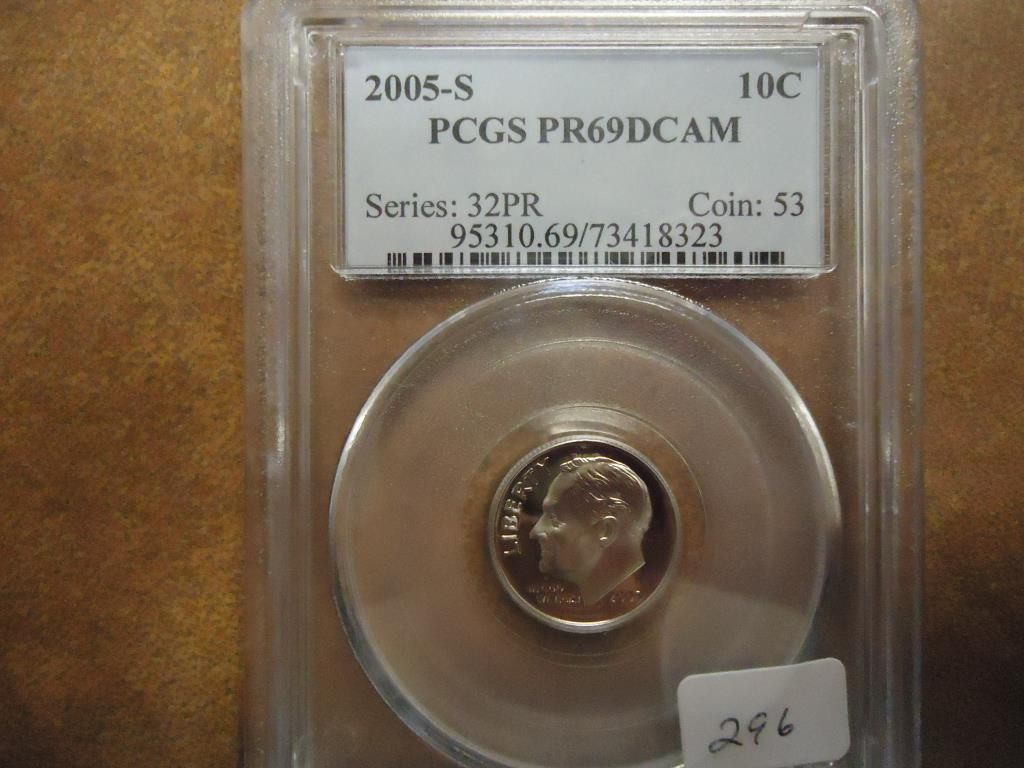 2005-S 10C
PCGS PR69DCAM
Series: 32PR Coin: 53
95310.69/73418323
LIBERTY
296